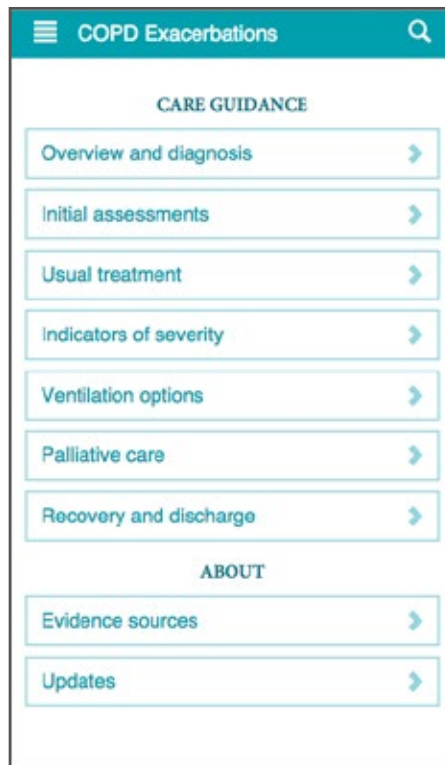 COPD Exacerbations
CARE GUIDANCE
Overview and diagnosis
Initial assessments
Usual treatment
Indicators of severity
Ventilation options
Palliative care
Recovery and discharge
ABOUT
Evidence sources
Updates